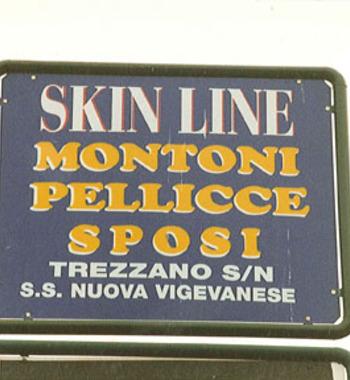 SKIN LINE
MONTONI
PELLICCE
SPOSI
TREZZANO S/N
S.S. NUOVA VIGEVANESE